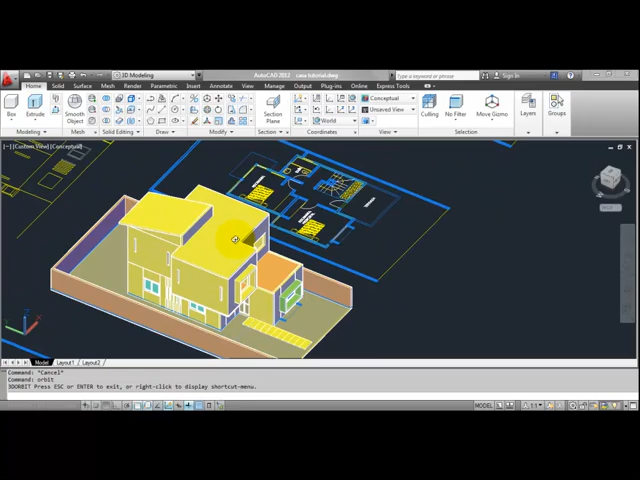 3D Modeling
AutoCAD 2013 casa tutorial.dwg
Type a keyword or phrase
Sign In
Home Solid Surface Mesh Render Parametric Insert Annotate View Manage Output Plug-ins Online Express Tools
Box Extrude Smooth Object Section Plane Conceptual Unsaved View World Culling No Filter Move Gizmo Layers Groups
Modeling Mesh Solid Editing Draw Modify Section Coordinates View Selection
[-] [Custom View] [Conceptual]
Model Layout1 Layout2
Command: *Cancel*
Command: orbit
3DORBIT Press ESC or ENTER to exit, or right-click to display shortcut-menu.
MODEL 1:1